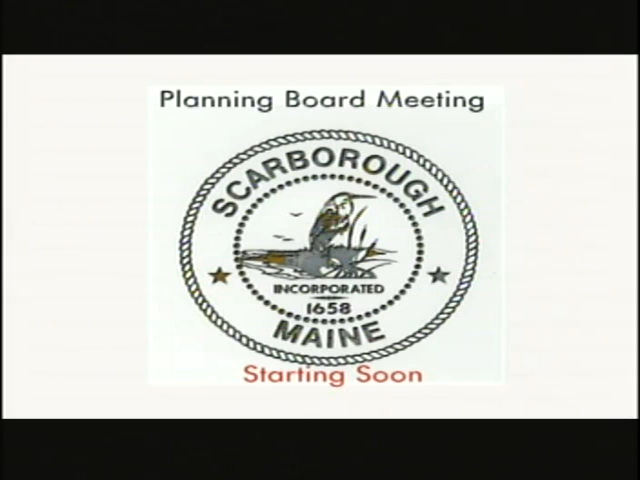 Planning Board Meeting
SCARBOROUGH
INCORPORATED
1658
MAINE
Starting Soon